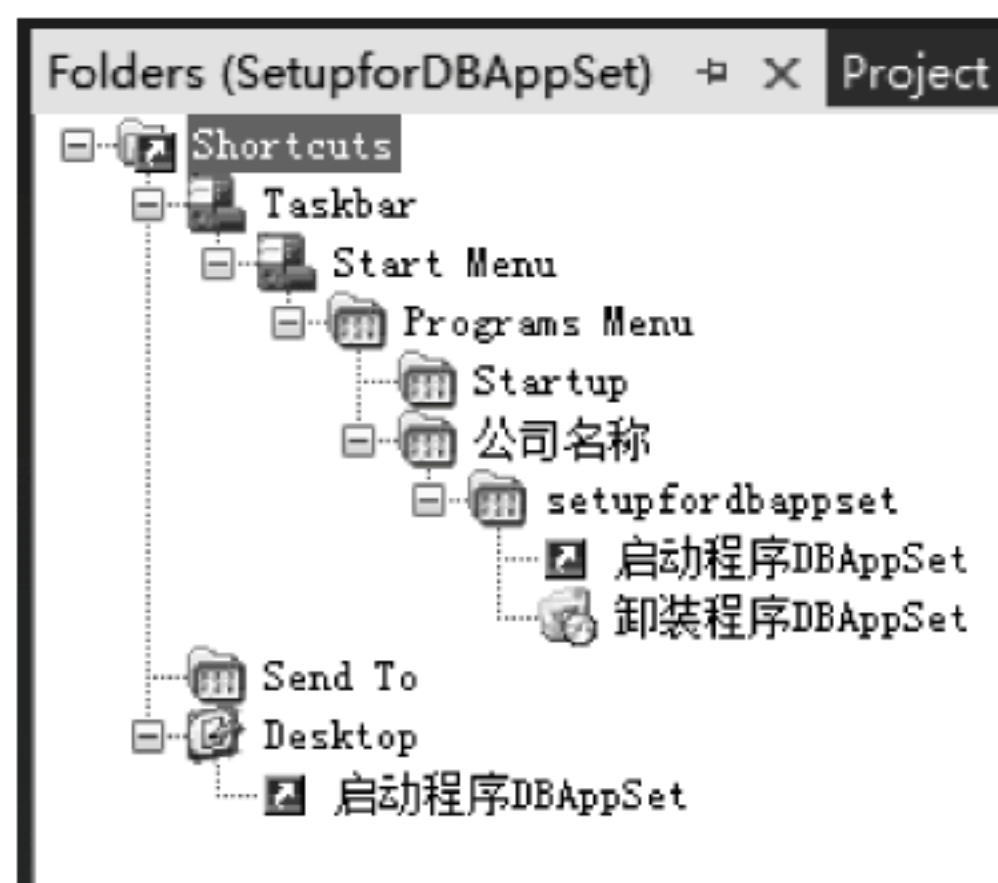 Folders (SetupforDBAppSet) Project
Shortcuts
Taskbar
Start Menu
Programs Menu
Startup
公司名称
setupfordbappset
启动程序DBAppSet
卸装程序DBAppSet
Send To
Desktop
启动程序DBAppSet